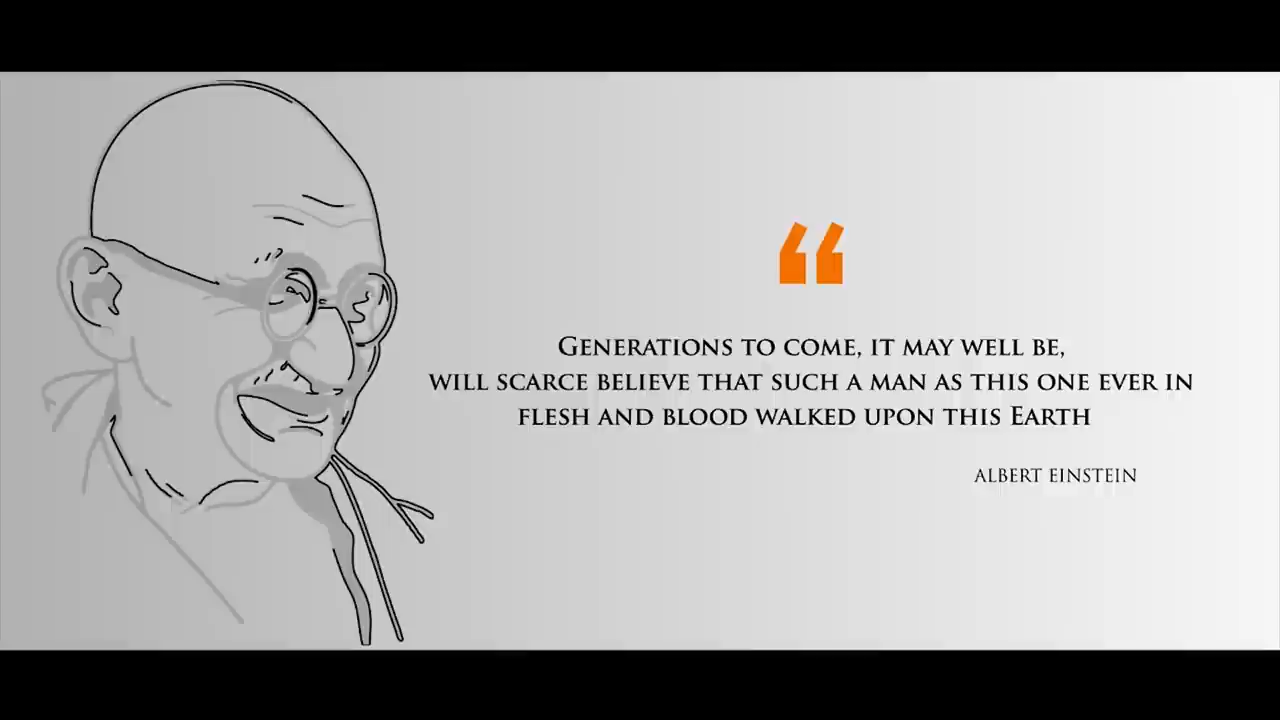 “
Generations to come, it may well be,
will scarce believe that such a man as this one ever in
flesh and blood walked upon this Earth
Albert Einstein